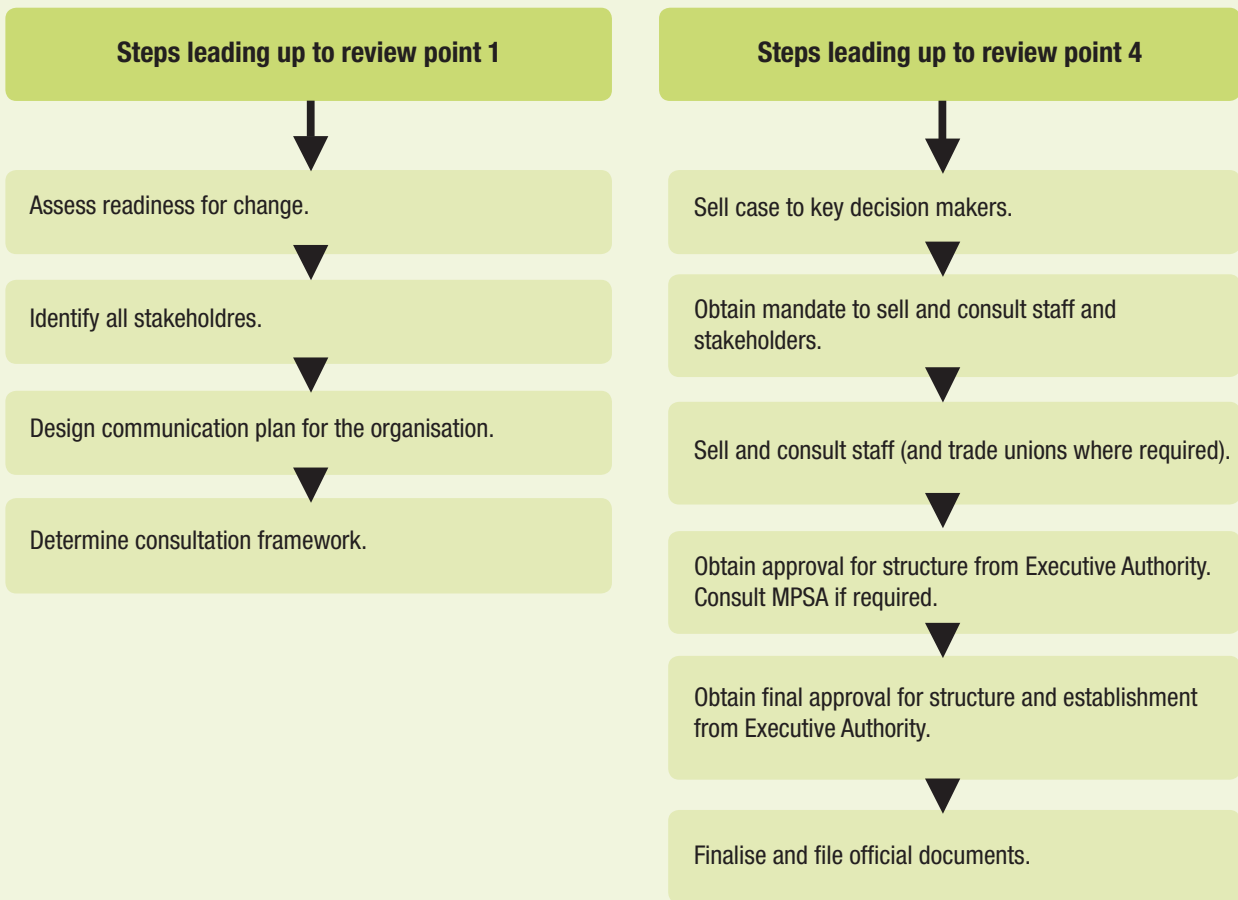 Steps leading up to review point 1
Assess readiness for change.
Identify all stakeholdres.
Design communication plan for the organisation.
Determine consultation framework.
Steps leading up to review point 4
Sell case to key decision makers.
Obtain mandate to sell and consult staff and
stakeholders.
Sell and consult staff (and trade unions where required).
Obtain approval for structure from Executive Authority.
Consult MPSA if required.
Obtain final approval for structure and establishment
from Executive Authority.
Finalise and file official documents.